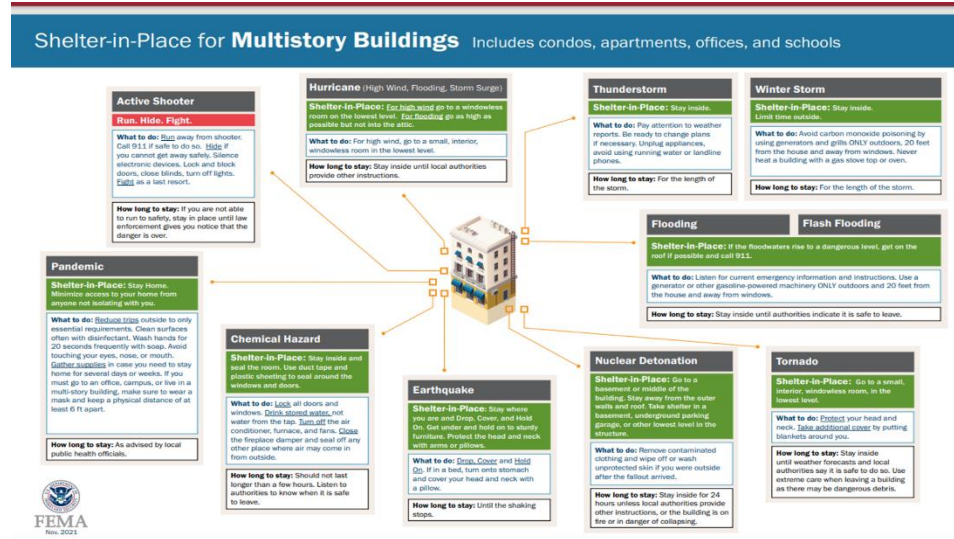 Shelter-in-Place for Multistory Buildings Includes condos, apartments, offices, and schools
Active Shooter
Run. Hide. Fight.
What to do: Run away from shooter.
Call 911 if safe to do so. Hide if
you cannot get away safely. Silence
electronic devices. Lock and block
doors, close blinds, turn off lights.
Fight as a last resort.
How long to stay: If you are not able
to run to safety, stay in place until law
enforcement gives you notice that the
danger is over.
Hurricane (High Wind, Flooding, Storm Surge)
Shelter-in-Place: For high wind go to a windowless
room on the lowest level. For flooding go as high as
possible but not into the attic.
What to do: For high wind, go to a small, interior,
windowless room in the lowest level.
How long to stay: Stay inside until local authorities
provide other instructions.
Thunderstorm
Shelter-in-Place: Stay inside.
What to do: Pay attention to weather
reports. Be ready to change plans
if necessary. Unplug appliances,
avoid using running water or landline
phones.
How long to stay: For the length of
the storm.
Winter Storm
Shelter-in-Place: Stay inside.
Limit time outside.
What to do: Avoid carbon monoxide poisoning by
using generators and grills ONLY outdoors, 20 feet
from the house and away from windows. Never
heat a building with a gas stove top or oven.
How long to stay: For the length of the storm.
Flooding
Flash Flooding
Shelter-in-Place: If the floodwaters rise to a dangerous level, get on the
roof if possible and call 911.
What to do: Listen for current emergency information and instructions. Use a
generator or other gasoline-powered machinery ONLY outdoors and 20 feet from
the house and away from windows.
How long to stay: Stay inside until authorities indicate it is safe to leave.
Pandemic
Shelter-in-Place: Stay Home.
Minimize access to your home from
anyone not isolating with you.
What to do: Reduce trips outside to only
essential requirements. Clean surfaces
often with disinfectant. Wash hands for
20 seconds frequently with soap. Avoid
touching your eyes, nose, or mouth.
Gather supplies in case you need to stay
home for several days or weeks. If you
must go to an office, campus, or live in a
multi-story building, make sure to wear a
mask and keep a physical distance of at
least 6 ft apart.
How long to stay: As advised by local
public health officials.
Chemical Hazard
Shelter-in-Place: Stay inside and
seal the room. Use duct tape and
plastic sheeting to seal around the
windows and doors.
What to do: Lock all doors and
windows. Drink stored water, not
water from the tap. Turn off the air
conditioner, furnace, and fans. Close
the fireplace damper and seal off any
other place where air may come in
from outside.
How long to stay: Should not last
longer than a few hours. Listen to
authorities to know when it is safe
to leave.
Earthquake
Shelter-in-Place: Stay where
you are and Drop, Cover, and Hold
On. Get under and hold on to sturdy
furniture. Protect the head and neck
with arms or pillows.
What to do: Drop, Cover and Hold
On. If in a bed, turn onto stomach
and cover your head and neck with
a pillow.
How long to stay: Until the shaking
stops.
Nuclear Detonation
Shelter-in-Place: Go to a
basement or middle of the
building. Stay away from the outer
walls and roof. Take shelter in a
basement, underground parking
garage, or other lowest level in the
structure.
What to do: Remove contaminated
clothing and wipe off or wash
unprotected skin if you were outside
after the fallout arrived.
How long to stay: Stay inside for 24
hours unless local authorities provide
other instructions, or the building is on
fire or in danger of collapsing.
Tornado
Shelter-in-Place: Go to a small,
interior, windowless room, in the
lowest level.
What to do: Protect your head and
neck. Take additional cover by putting
blankets around you.
How long to stay: Stay inside
until weather forecasts and local
authorities say it is safe to do so. Use
extreme care when leaving a building
as there may be dangerous debris.
FEMA
Nov. 2021